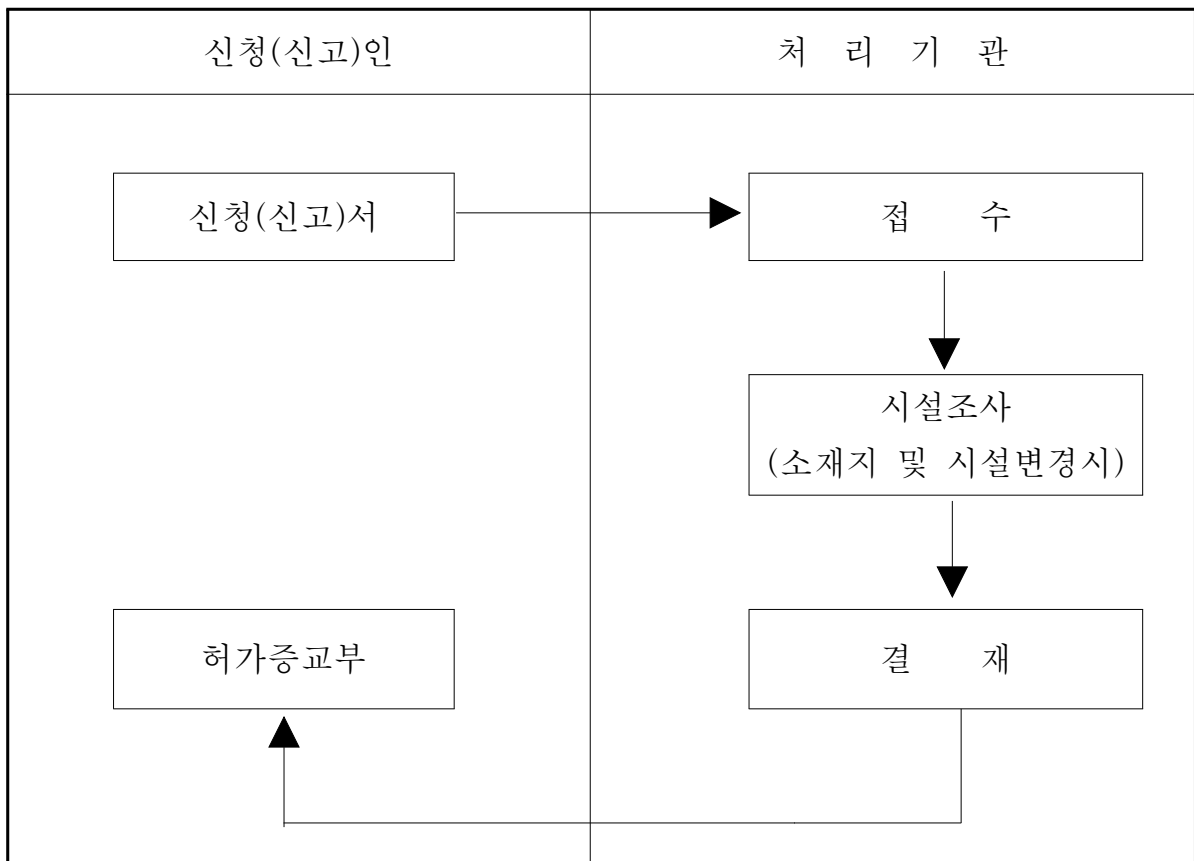 신청(신고)인
처 리 기 관
신청(신고)서
접 수
시설조사
(소재지 및 시설변경시)
허가증교부
결 재